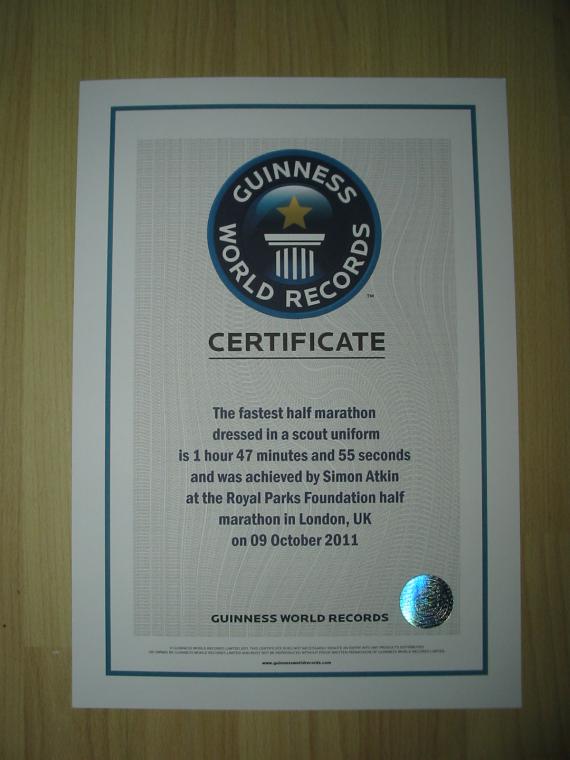 GUINNESS
WORLD RECORDS
™
CERTIFICATE
The fastest half marathon
dressed in a scout uniform
is 1 hour 47 minutes and 55 seconds
and was achieved by Simon Atkin
at the Royal Parks Foundation half
marathon in London, UK
on 09 October 2011
GUINNESS WORLD RECORDS
www.guinnessworldrecords.com